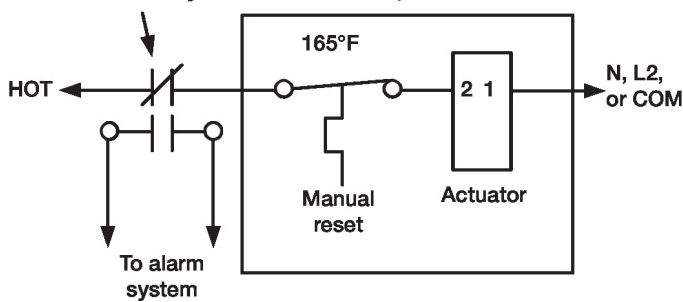 165°F
HOT
2 1
N, L2,
or COM
Manual
reset
Actuator
To alarm
system